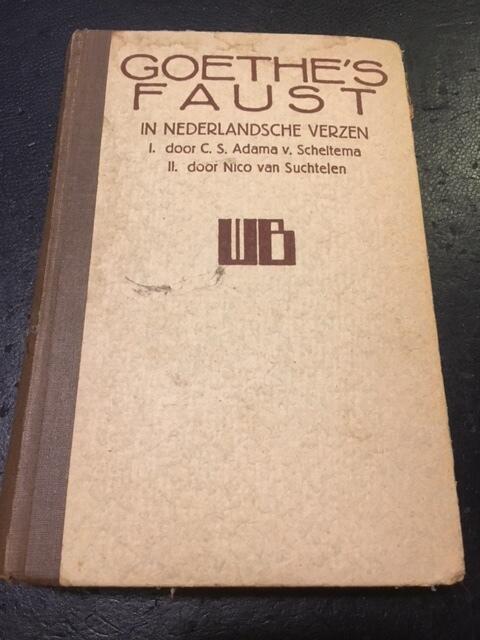 GOETHE'S
FAUST
IN NEDERLANDSCHE VERZEN
I. door C. S. Adama v. Scheltema
II. door Nico van Suchtelen
WB